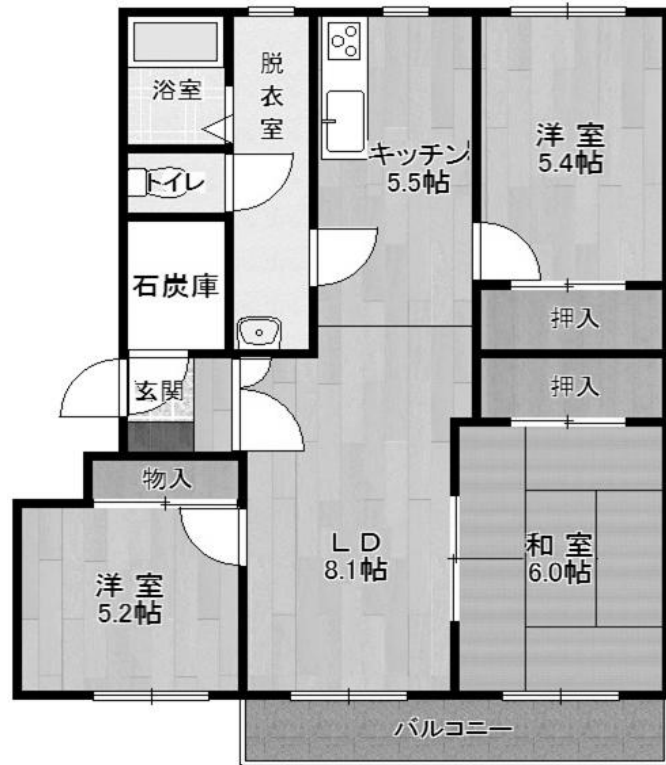 浴室
脱衣室
キッチン
5.5帖
洋室
5.4帖
トイレ
石炭庫
押入
玄関
押入
物入
洋室
5.2帖
LD
8.1帖
和室
6.0帖
バルコニー